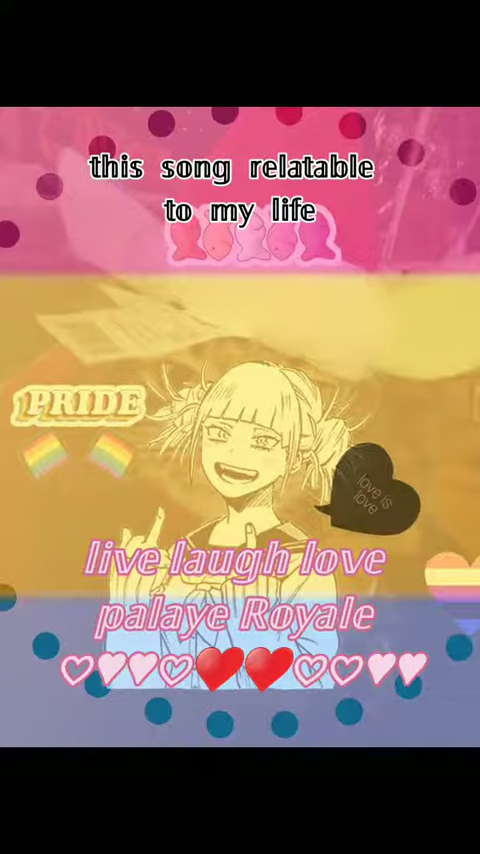 this song relatable
to my life
PRIDE
love is
love
live laugh love
palaye Royale